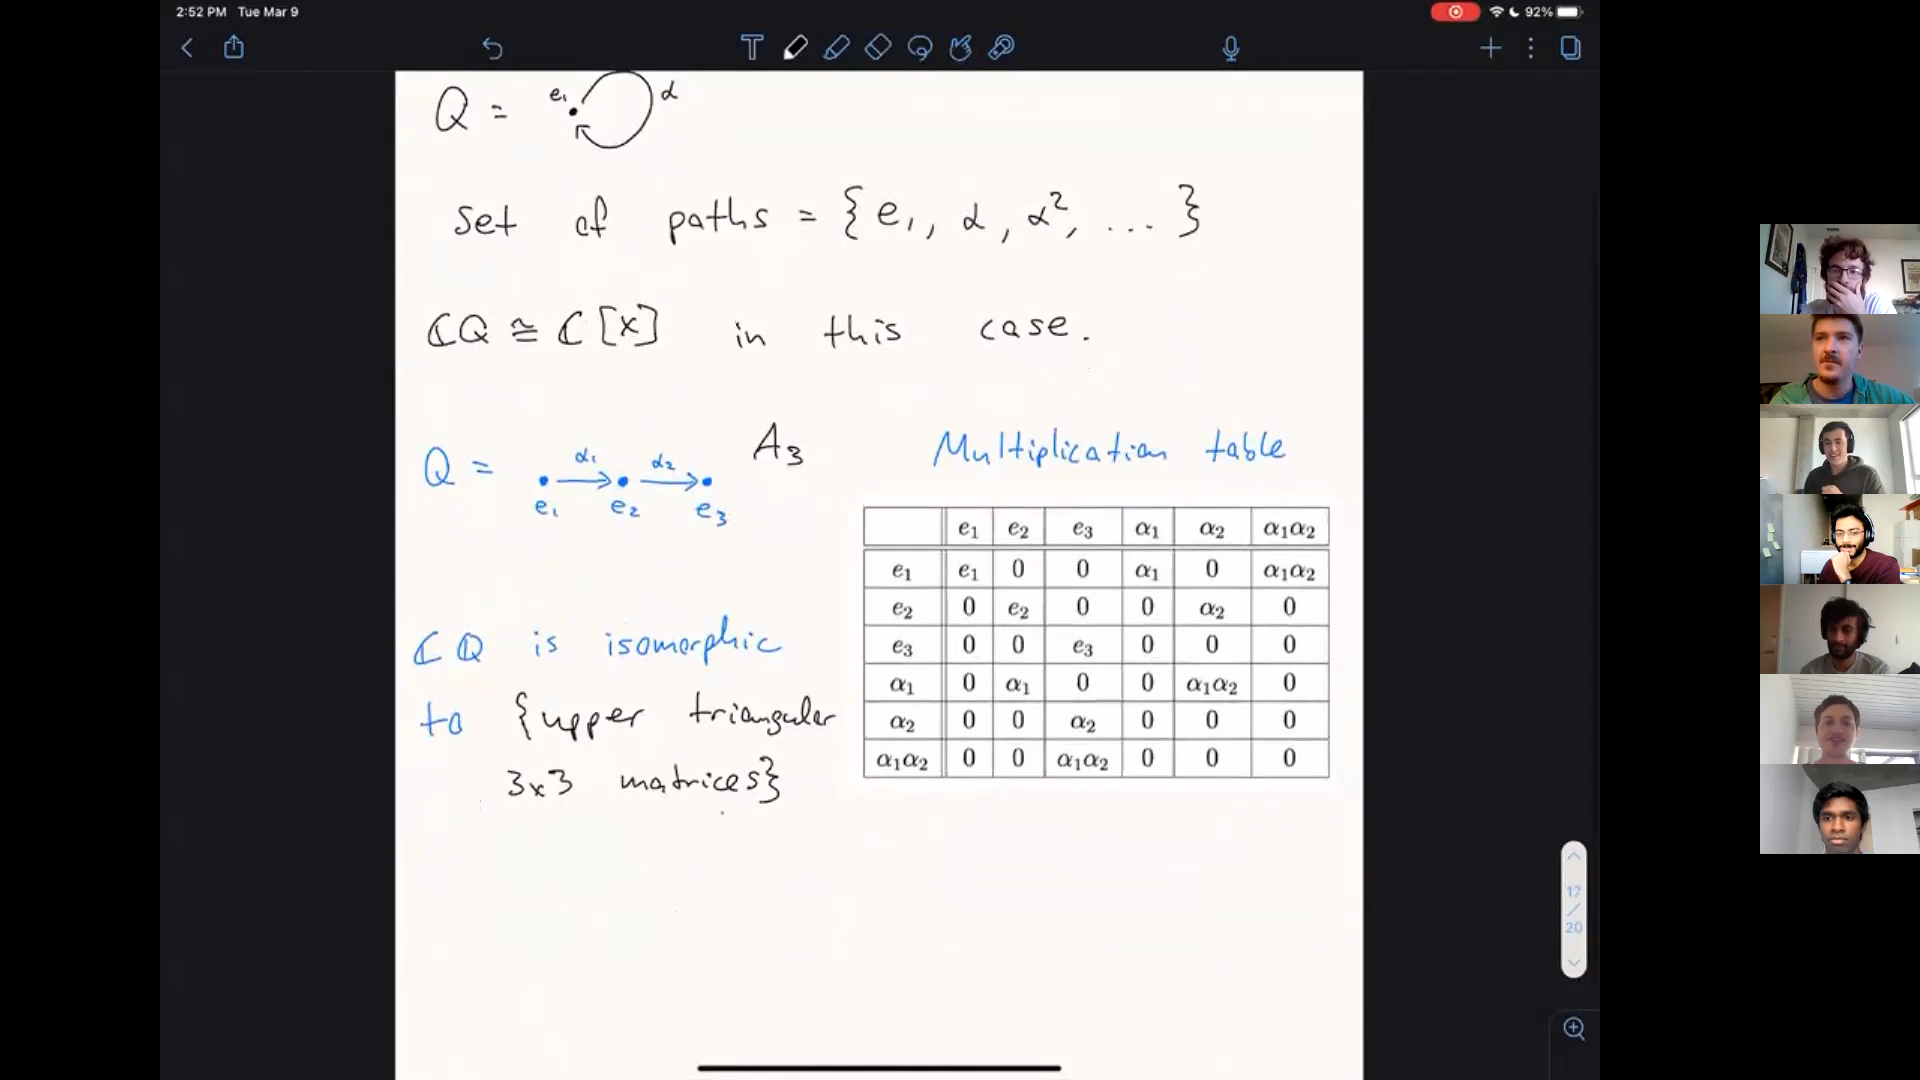 2:52 PM Tue Mar 9
92%
Q = e₁ α
Set of paths = {e₁, α, α², ... }
ℂQ ≅ ℂ[x] in this case.
Q = α₁ α₂ A₃
e₁ e₂ e₃
ℂQ is isomorphic
to {upper triangular
3x3 matrices}
Multiplication table
e₁ e₂ e₃ α₁ α₂ α₁α₂
e₁ e₁ 0 0 α₁ 0 α₁α₂
e₂ 0 e₂ 0 0 α₂ 0
e₃ 0 0 e₃ 0 0 0
α₁ 0 α₁ 0 0 α₁α₂ 0
α₂ 0 0 α₂ 0 0 0
α₁α₂ 0 0 α₁α₂ 0 0 0
17
/
20